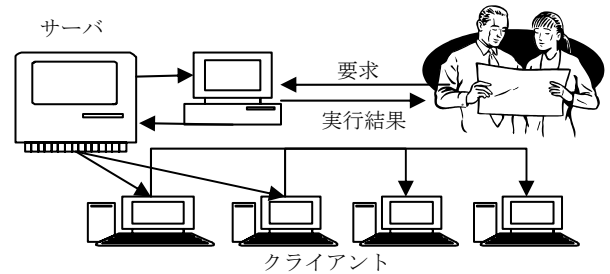 サーバ
要求
実行結果
クライアント